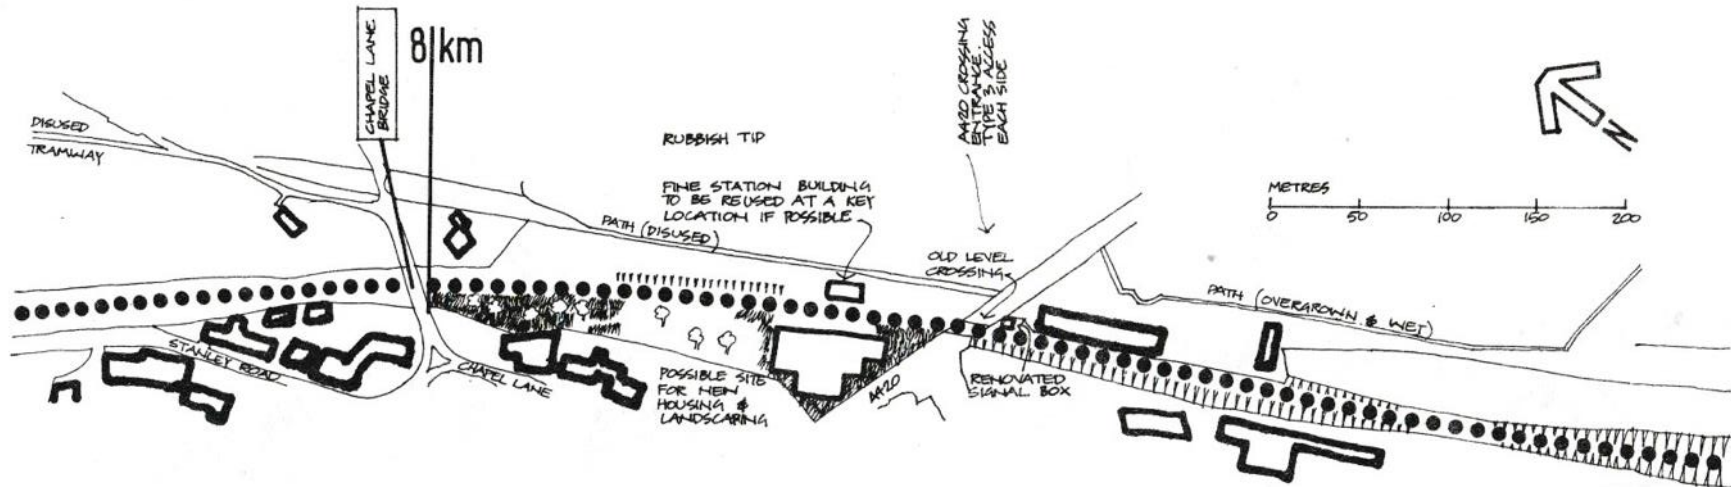 CHAPEL LANE
BRIDGE
8 km
A420 CROSSING
ENTRANCE.
TYPE 3 ACCESS
EACH SIDE
N
DISUSED
TRAMWAY
RUBBISH TIP
FINE STATION BUILDING
TO BE REUSED AT A KEY
LOCATION IF POSSIBLE
METRES
0 50 100 150 200
PATH (DISUSED)
OLD LEVEL
CROSSING
PATH (OVERGROWN & WET)
STANLEY ROAD
CHAPEL LANE
POSSIBLE SITE
FOR NEW
HOUSING &
LANDSCAPING
A420
RENOVATED
SIGNAL BOX